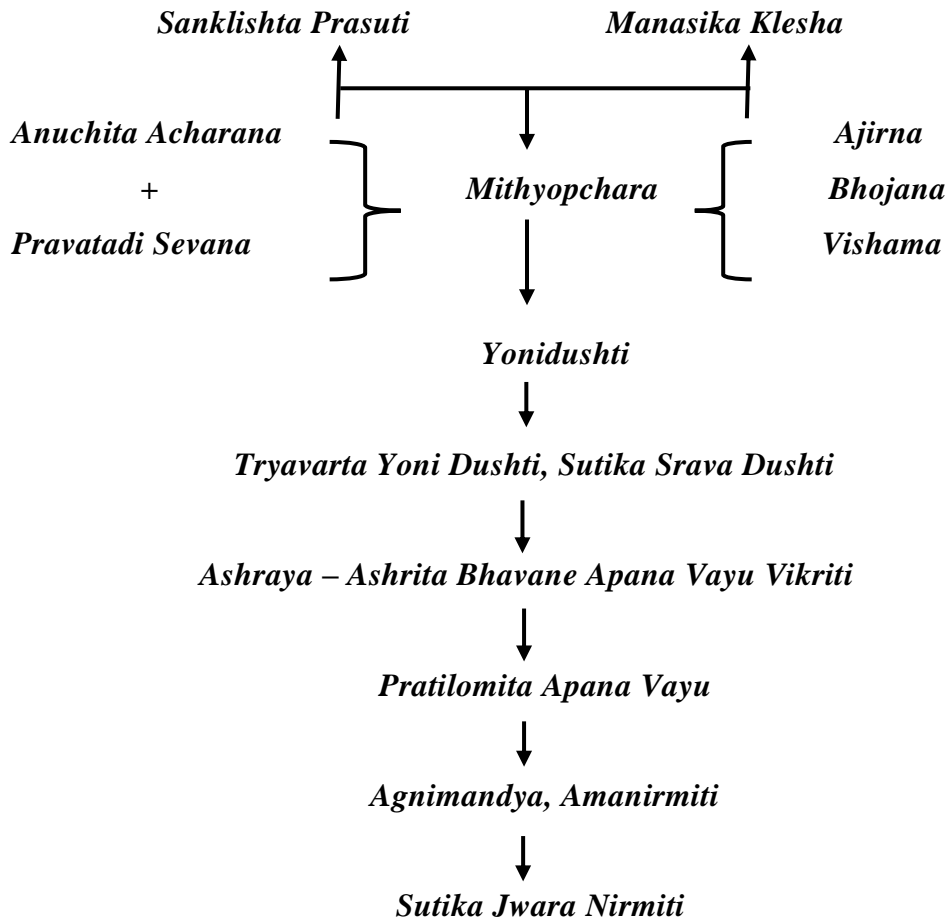 Sanklishta Prasuti Manasika Klesha
Anuchita Acharana Ajirna
+ Mithyopchara Bhojana
Pravatadi Sevana Vishama
Yonidushti
Tryavarta Yoni Dushti, Sutika Srava Dushti
Ashraya – Ashrita Bhavane Apana Vayu Vikriti
Pratilomita Apana Vayu
Agnimandya, Amanirmiti
Sutika Jwara Nirmiti